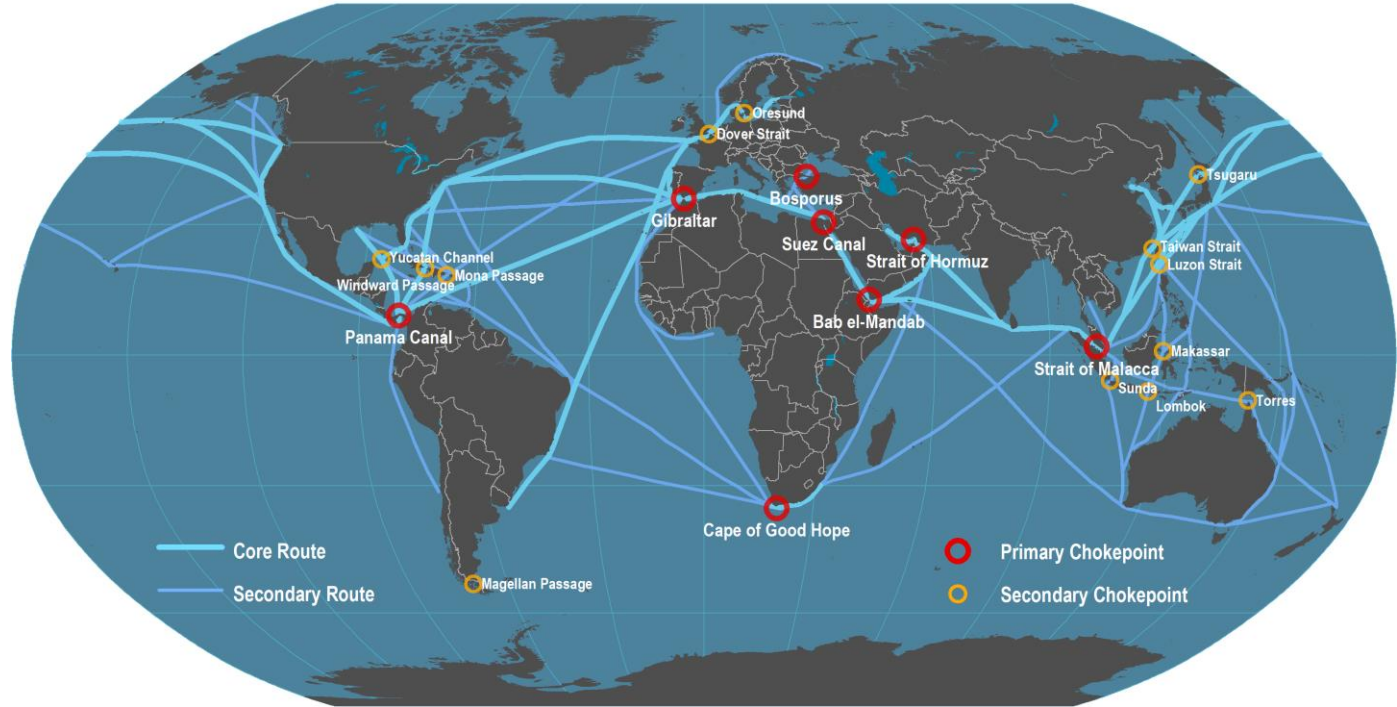 Oresund
Dover Strait
Tsugaru
Bosporus
Gibraltar
Suez Canal
Strait of Hormuz
Taiwan Strait
Luzon Strait
Yucatan Channel
Windward Passage
Mona Passage
Bab el-Mandab
Panama Canal
Makassar
Strait of Malacca
Sunda
Lombok
Torres
Cape of Good Hope
Core Route
Primary Chokepoint
Secondary Route
Secondary Chokepoint
Magellan Passage